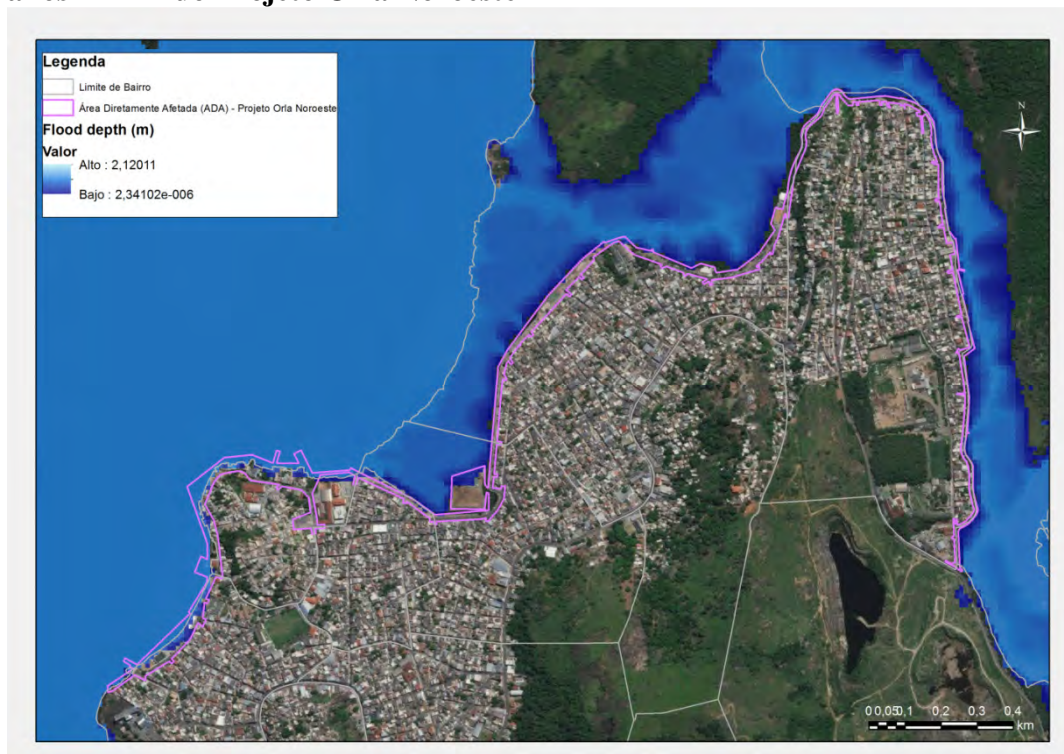 Legenda
Limite de Bairro
Área Diretamente Afetada (ADA) - Projeto Orla Noroeste
Flood depth (m)
Valor
Alto : 2,12011
Bajo : 2,34102e-006
N
0 0,050,1 0,2 0,3 0,4
km